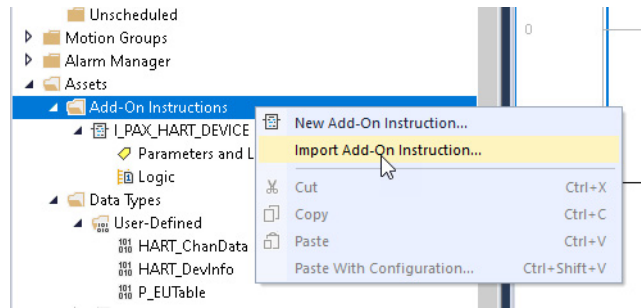 Unscheduled
Motion Groups
Alarm Manager
Assets
Add-On Instructions
I_PAX_HART_DEVICE
Parameters and L
Logic
Data Types
User-Defined
HART_ChanData
HART_DevInfo
P_EUTable
New Add-On Instruction...
Import Add-On Instruction...
Cut Ctrl+X
Copy Ctrl+C
Paste Ctrl+V
Paste With Configuration... Ctrl+Shift+V
0